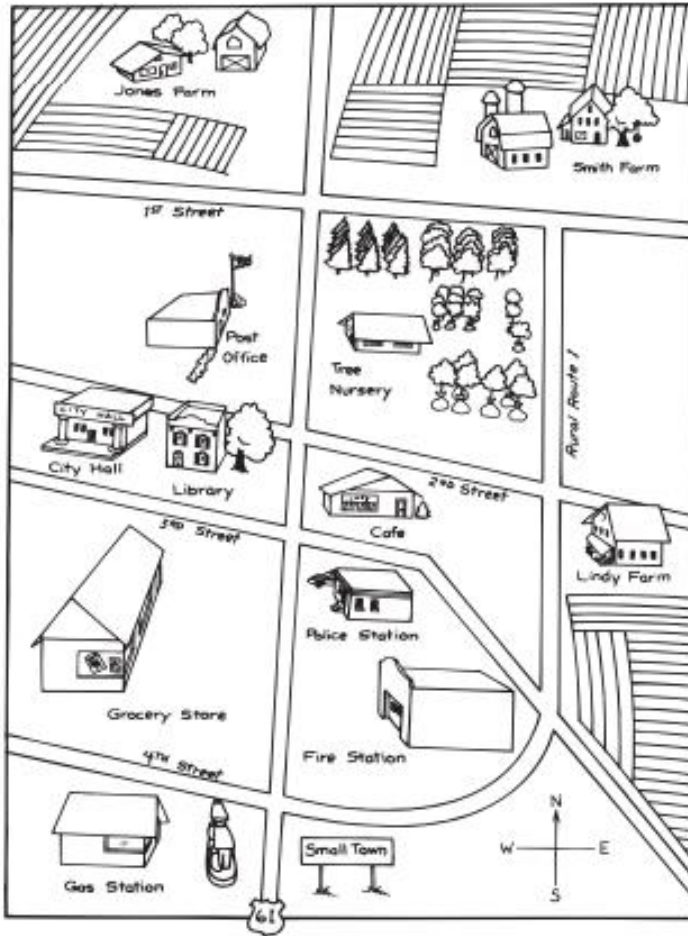 Jones Farm
Smith Farm
1ST Street
Post
Office
Tree
Nursery
Rural Route 1
CITY HALL
City Hall
Library
2ND Street
Cafe
3RD Street
Lindy Farm
Police Station
Grocery Store
Fire Station
4TH Street
N
W
E
S
Small Town
Gas Station
61